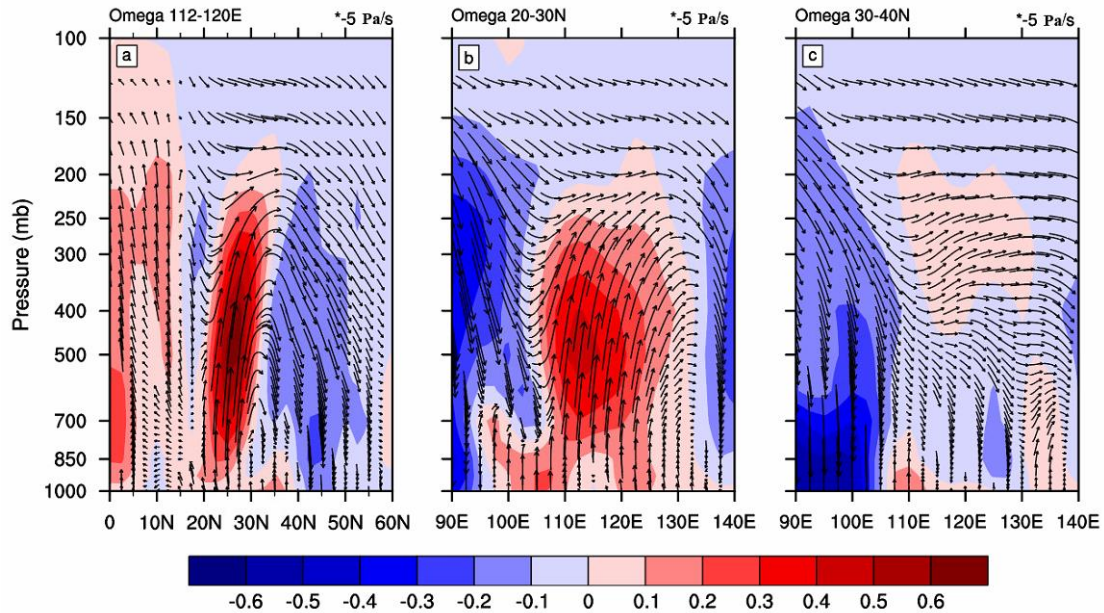 Omega 112-120E *-5 Pa/s Omega 20-30N *-5 Pa/s Omega 30-40N *-5 Pa/s
a b c
100
150
200
250
300
400
500
700
850
1000
Pressure (mb)
0 10N 20N 30N 40N 50N 60N 90E 100E 110E 120E 130E 140E 90E 100E 110E 120E 130E 140E
-0.6 -0.5 -0.4 -0.3 -0.2 -0.1 0 0.1 0.2 0.3 0.4 0.5 0.6